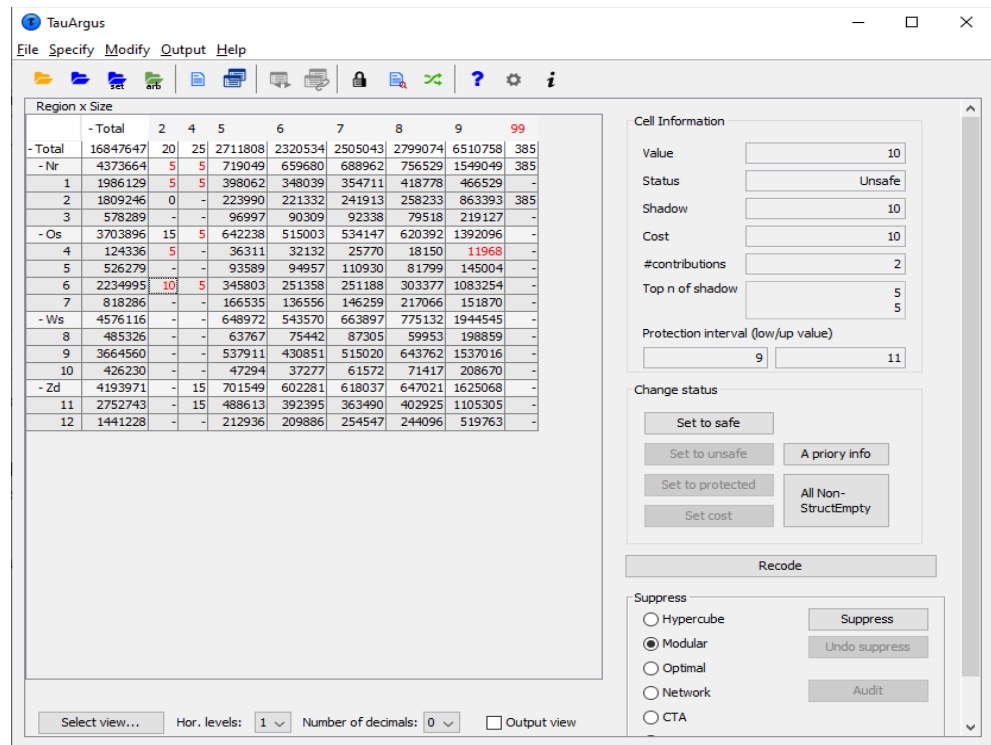 TauArgus
File Specify Modify Output Help
set arb ? i
Region x Size
- Total 2 4 5 6 7 8 9 99
- Total 16847647 20 25 2711808 2320534 2505043 2799074 6510758 385
- Nr 4373664 5 5 719049 659680 688962 756529 1549049 385
1 1986129 5 5 398062 348039 354711 418778 466529 -
2 1809246 0 - 223990 221332 241913 258233 863393 385
3 578289 - - 96997 90309 92338 79518 219127 -
- Os 3703896 15 5 642238 515003 534147 620392 1392096 -
4 124336 5 - 36311 32132 25770 18150 11968 -
5 526279 - - 93589 94957 110930 81799 145004 -
6 2234995 10 5 345803 251358 251188 303377 1083254 -
7 818286 - - 166535 136556 146259 217066 151870 -
- Ws 4576116 - - 648972 543570 663897 775132 1944545 -
8 485326 - - 63767 75442 87305 59953 198859 -
9 3664560 - - 537911 430851 515020 643762 1537016 -
10 426230 - - 47294 37277 61572 71417 208670 -
- Zd 4193971 - 15 701549 602281 618037 647021 1625068 -
11 2752743 - 15 488613 392395 363490 402925 1105305 -
12 1441228 - - 212936 209886 254547 244096 519763 -
Select view... Hor. levels: 1 Number of decimals: 0 Output view
Cell Information
Value 10
Status Unsafe
Shadow 10
Cost 10
#contributions 2
Top n of shadow 5
5
Protection interval (low/up value)
9 11
Change status
Set to safe
Set to unsafe A priory info
Set to protected All Non-
StructEmpty
Set cost
Recode
Suppress
Hypercube Suppress
Modular Undo suppress
Optimal
Network Audit
CTA